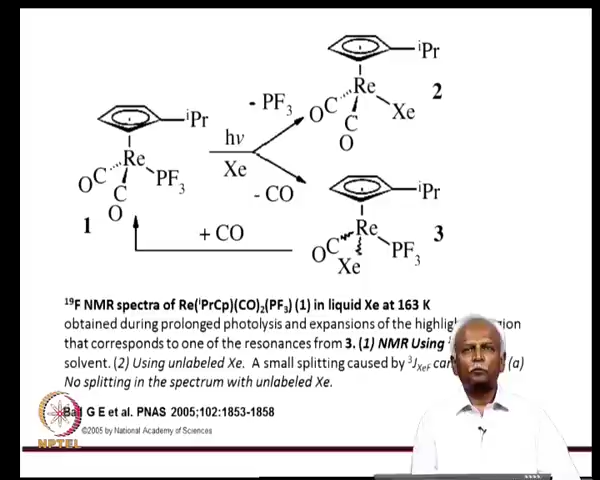 iPr
Re
2
- PF3
OC
C
O
Xe
iPr
hν
Re
Xe
OC
C
PF3
O
- CO
iPr
1
Re
3
+ CO
OC
PF3
Xe
19F NMR spectra of Re(iPrCp)(CO)2(PF3) (1) in liquid Xe at 163 K
obtained during prolonged photolysis and expansions of the
that corresponds to one of the resonances from 3. (1) NMR Using
solvent. (2) Using unlabeled Xe. A small splitting caused by 3JXeF (a)
No splitting in the spectrum with unlabeled Xe.
G E et al. PNAS 2005;102:1853-1858
©2005 by National Academy of Sciences
NPTEL